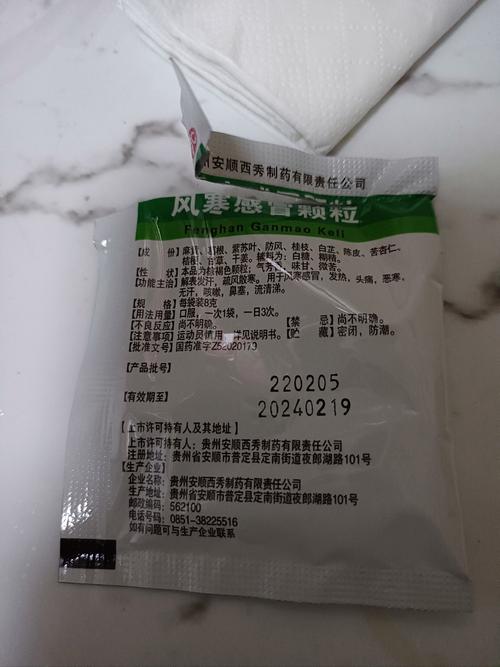 州安顺西秀制药有限责任公司
风寒感冒颗粒
Fenghan Ganmao Keli
【成 份】麻黄、葛根、紫苏叶、防风、桂枝、白芷、陈皮、苦杏仁、
桔梗、甘草、干姜。辅料为：白糖、糊精。
【性 状】本品为棕褐色颗粒；气芳香，味甘、微苦。
【功能主治】解表发汗，疏风散寒。用于风寒感冒，发热，头痛，恶寒，
无汗，咳嗽，鼻塞，流清涕。
【规 格】每袋装8克
【用法用量】口服，一次1袋，一日3次。
【不良反应】尚不明确。 【禁 忌】尚不明确。
【注意事项】运动员慎用，详见说明书。【贮 藏】密闭，防潮。
【批准文号】国药准字Z52020179
【产品批号】
220205
【有效期至】
20240219
【上市许可持有人及其地址】
上市许可持有人：贵州安顺西秀制药有限责任公司
注册地址：贵州省安顺市普定县定南街道夜郎湖路101号
【生产企业】
企业名称：贵州安顺西秀制药有限责任公司
生产地址：贵州省安顺市普定县定南街道夜郎湖路101号
邮政编码：562100
电话号码：0851-38225516
如有问题可与生产企业联系